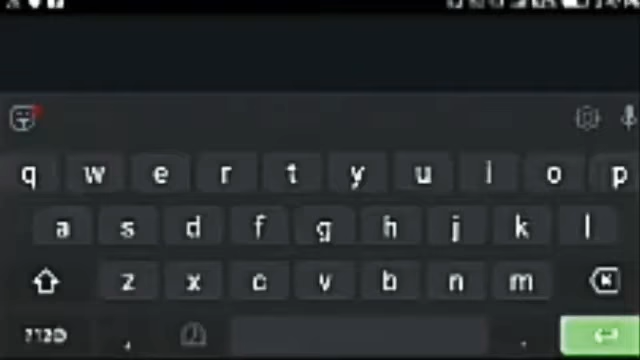 q w e r t y u i o p
a s d f g h j k l
z x c v b n m
?123 , .